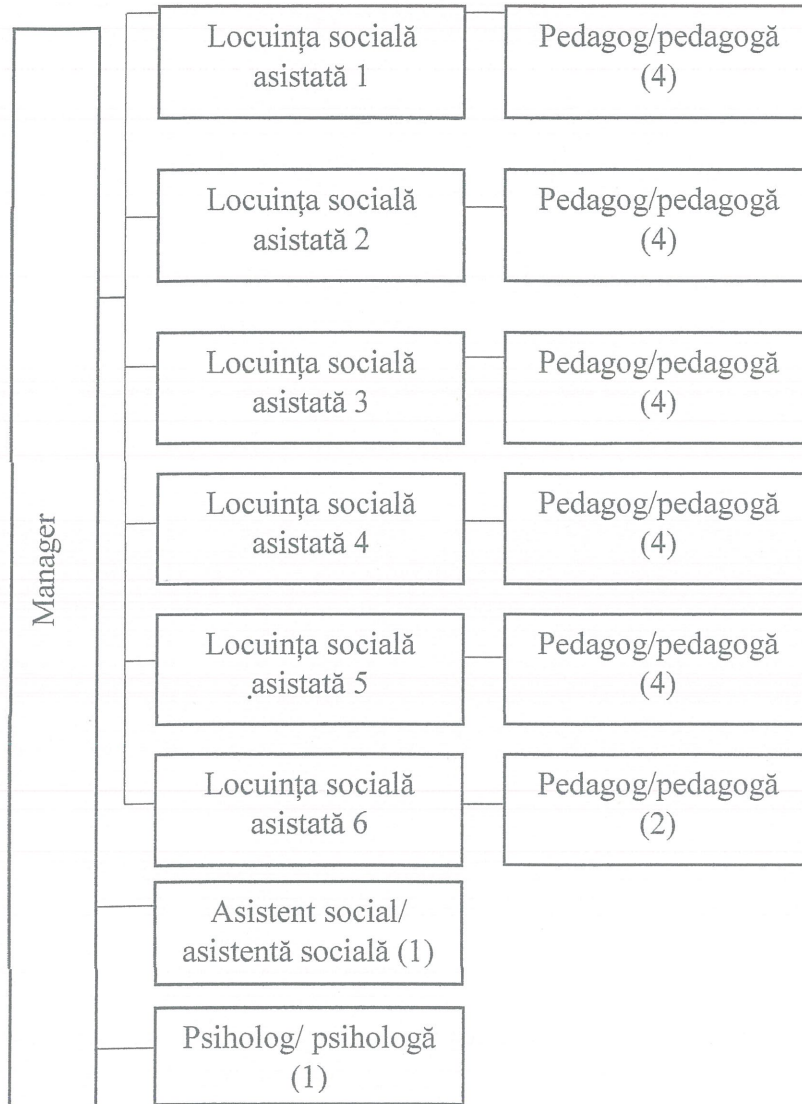 Manager
Locuința socială
asistată 1
Pedagog/pedagogă
(4)
Locuința socială
asistată 2
Pedagog/pedagogă
(4)
Locuința socială
asistată 3
Pedagog/pedagogă
(4)
Locuința socială
asistată 4
Pedagog/pedagogă
(4)
Locuința socială
asistată 5
Pedagog/pedagogă
(4)
Locuința socială
asistată 6
Pedagog/pedagogă
(2)
Asistent social/
asistentă socială (1)
Psiholog/ psihologă
(1)